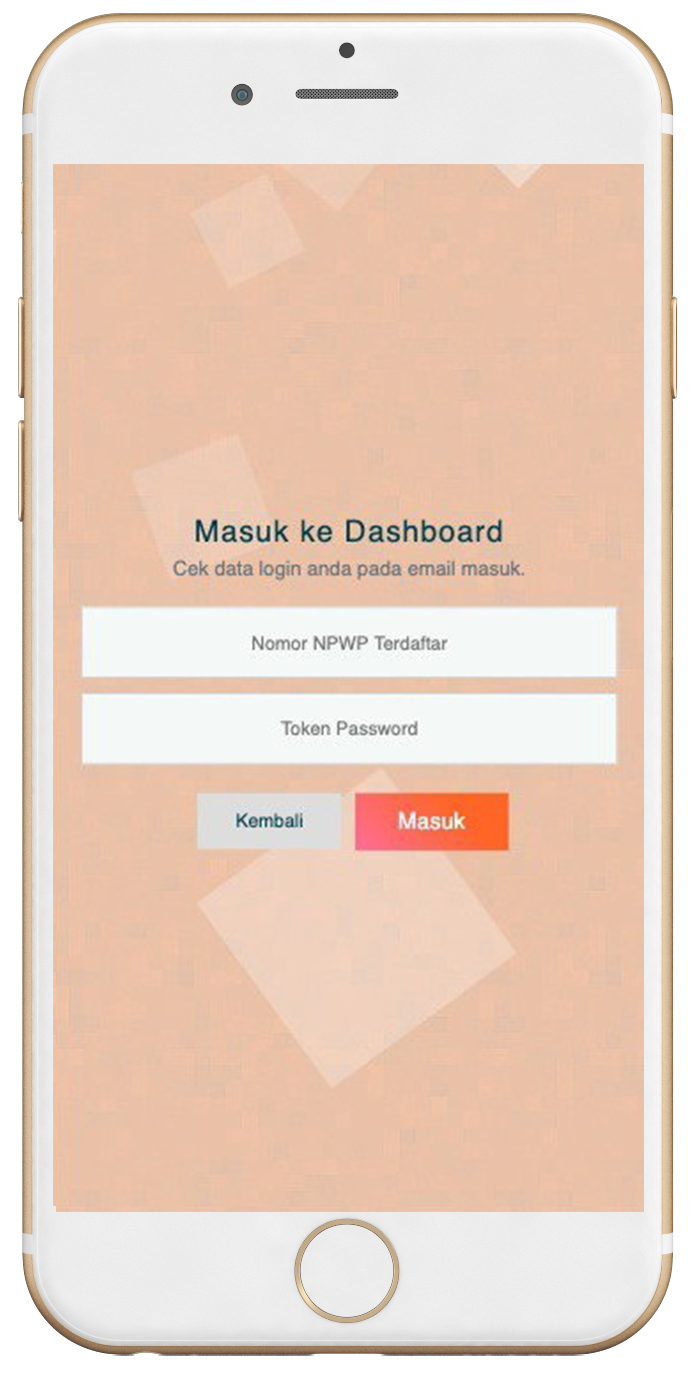 Masuk ke Dashboard
Cek data login anda pada email masuk.
Nomor NPWP Terdaftar
Token Password
Kembali
Masuk